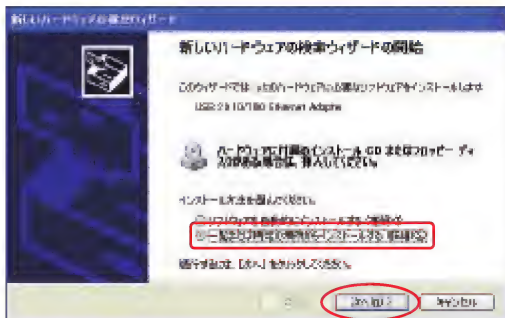 新しいハードウェアの検索ウィザード
新しいハードウェアの検索ウィザードの開始
このウィザードでは、次のハードウェアに必要なソフトウェアをインストールします:
USB 2.0 10/100 Ethernet Adapter
ハードウェアに付属のインストール CD またはフロッピー ディ
スクがある場合は、挿入してください。
インストール方法を選んでください。
ソフトウェアを自動的にインストールする (推奨)
一覧または特定の場所からインストールする (詳細)
続行するには、[次へ] をクリックしてください。
次へ(N) >
キャンセル